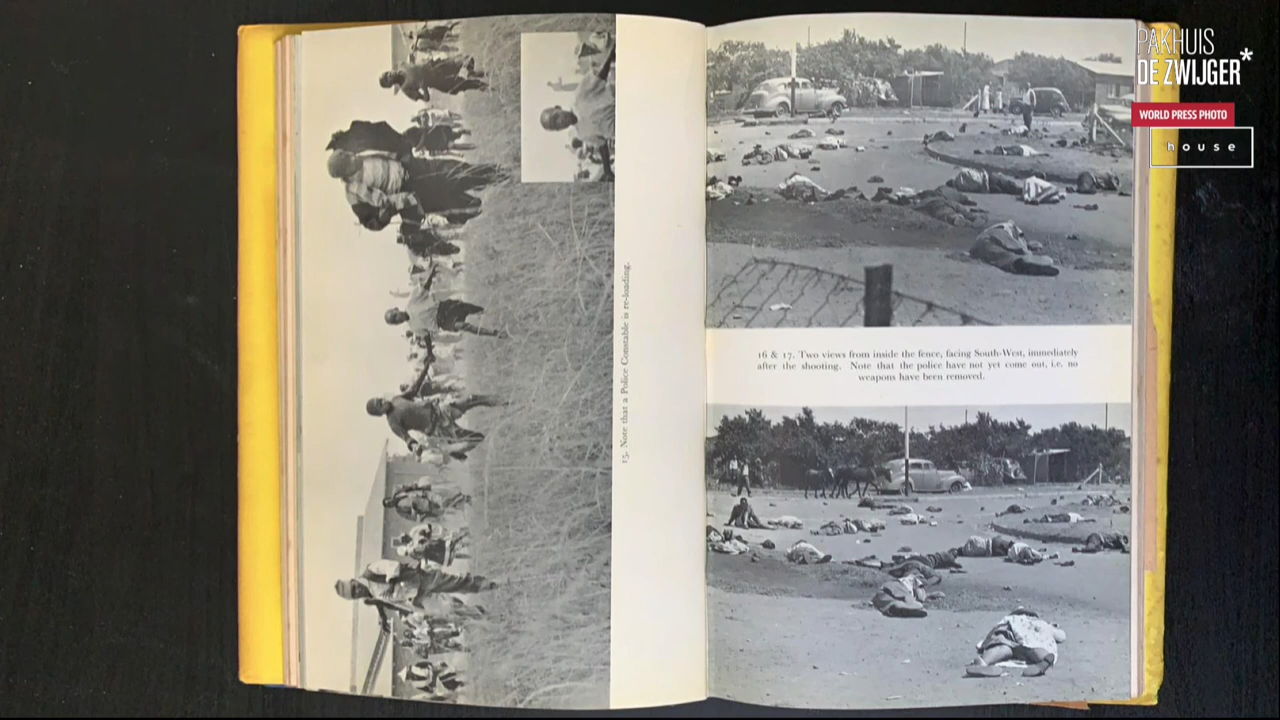 15. Note that a Police Constable is re-loading.
16 & 17. Two views from inside the fence, facing South-West, immediately
after the shooting. Note that the police have not yet come out, i.e. no
weapons have been removed.
PAKHUIS
DE ZWIJGER*
WORLD PRESS PHOTO
house